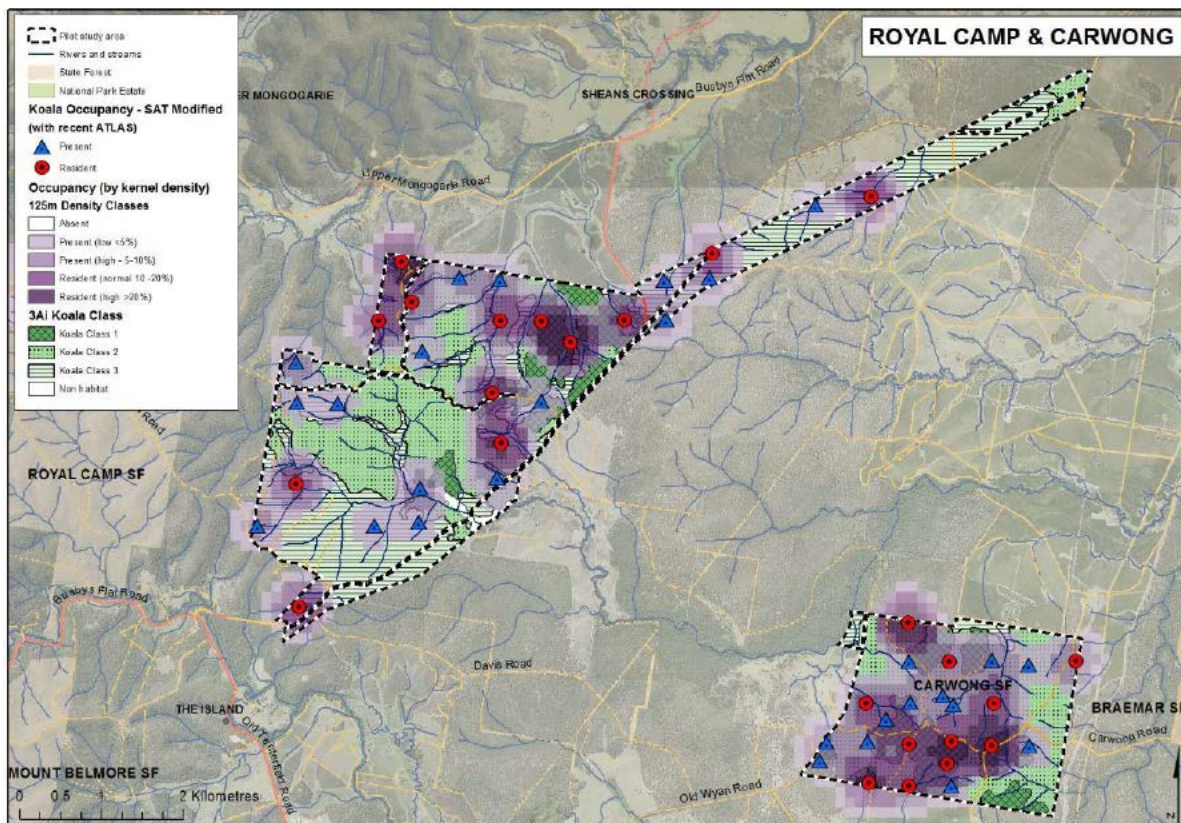 ROYAL CAMP & CARWONG
Pilot study area
Rivers and streams
State Forest
National Park Estate
Koala Occupancy - SAT Modified
(with recent ATLAS)
Present
Resident
Occupancy (by kernel density)
125m Density Classes
Absent
Present (low <5%)
Present (high - 5-10%)
Resident (normal 10 -20%)
Resident (high >20%)
3Ai Koala Class
Koala Class 1
Koala Class 2
Koala Class 3
Non habitat
ER MONGOGARIE
SHEANS CROSSING
Busbys Flat Road
Upper Mongogarie Road
Road
ROYAL CAMP SF
Busbys Flat Road
Davis Road
THE ISLAND
Old Tenterfield Road
MOUNT BELMORE SF
CARWONG SF
BRAEMAR S
Carwong Road
Old Wyan Road
0 0.5 1 2 Kilometres
Z